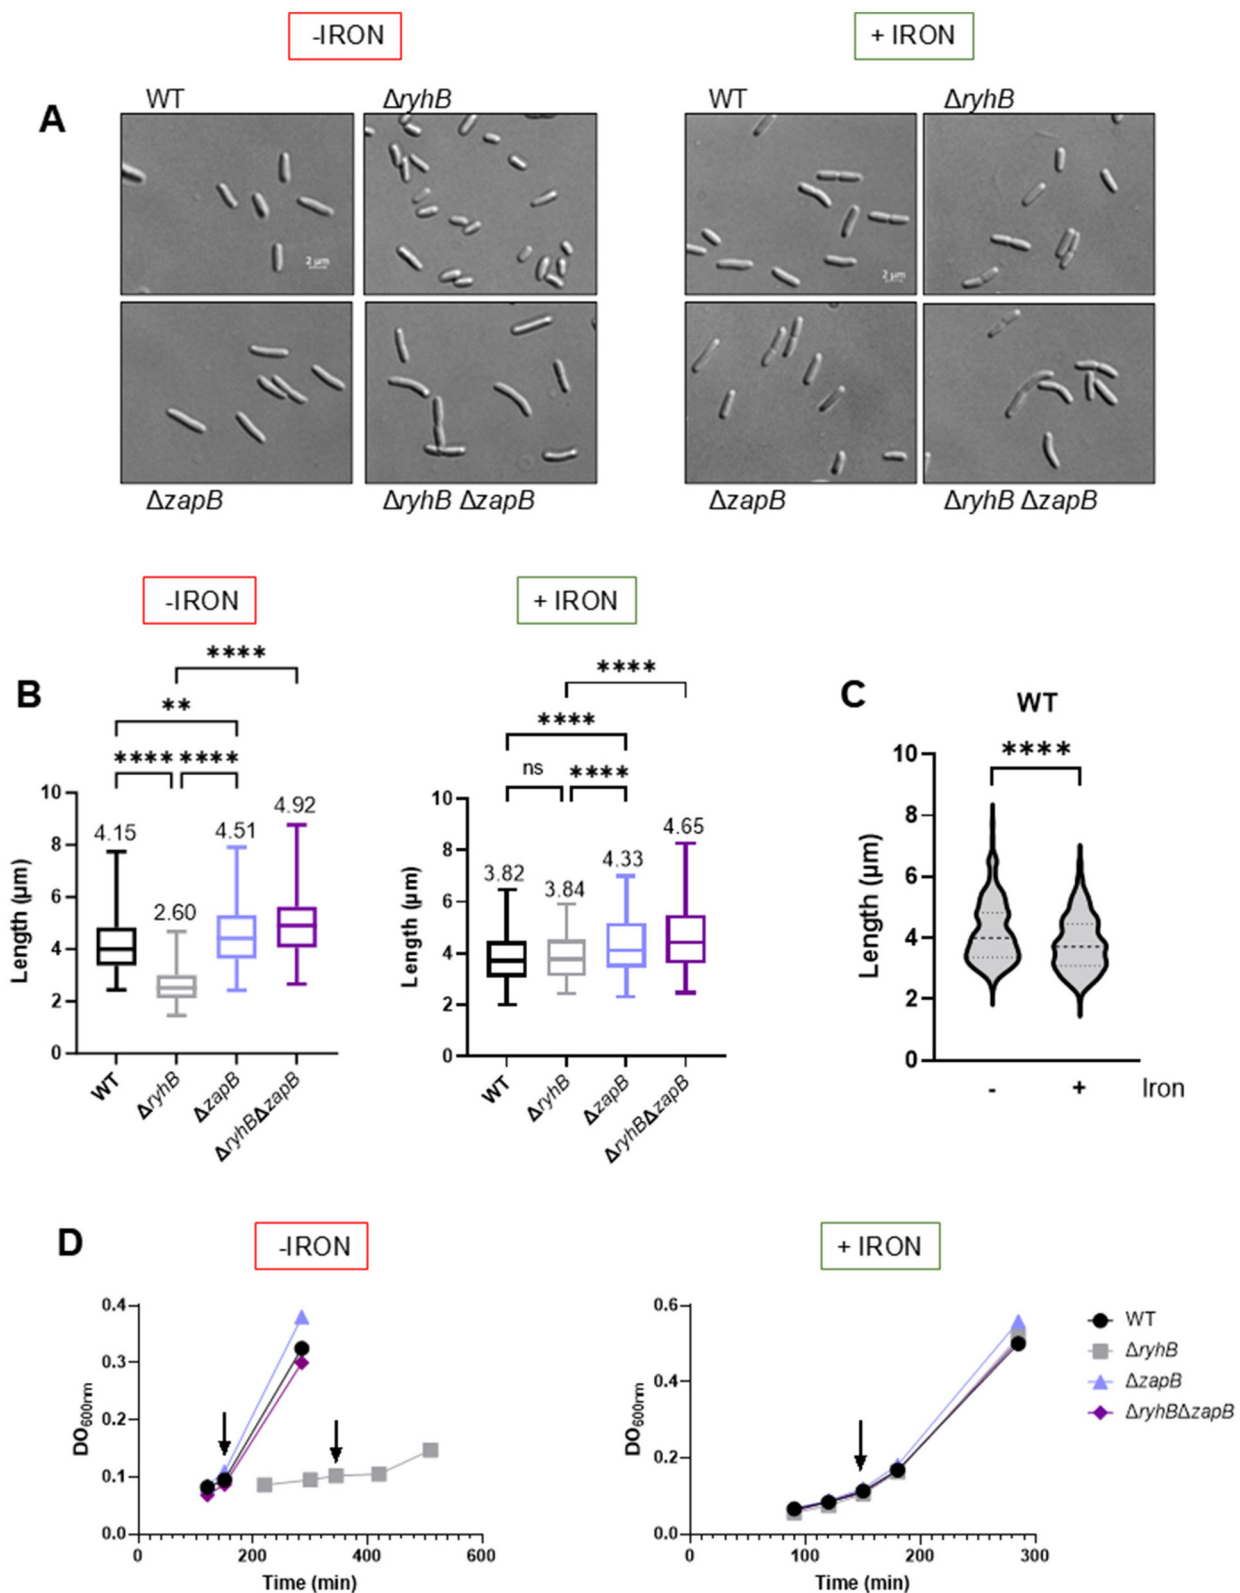 -IRON
+ IRON
A
WT
ΔryhB
WT
ΔryhB
2 μm
2 μm
ΔzapB
ΔryhB ΔzapB
ΔzapB
ΔryhB ΔzapB
-IRON
+ IRON
B
****
**
**** ****
4.15
2.60
4.51
4.92
10
8
6
4
2
0
Length (μm)
WT
ΔryhB
ΔzapB
ΔryhBΔzapB
****
****
ns
****
3.82
3.84
4.33
4.65
10
8
6
4
2
0
Length (μm)
WT
ΔryhB
ΔzapB
ΔryhBΔzapB
C
WT
****
10
8
6
4
2
0
Length (μm)
- + Iron
D
-IRON
+ IRON
0.4
0.3
0.2
0.1
0.0
DO600nm
0 200 400 600
Time (min)
0.6
0.4
0.2
0.0
DO600nm
0 100 200 300
Time (min)
WT
ΔryhB
ΔzapB
ΔryhBΔzapB